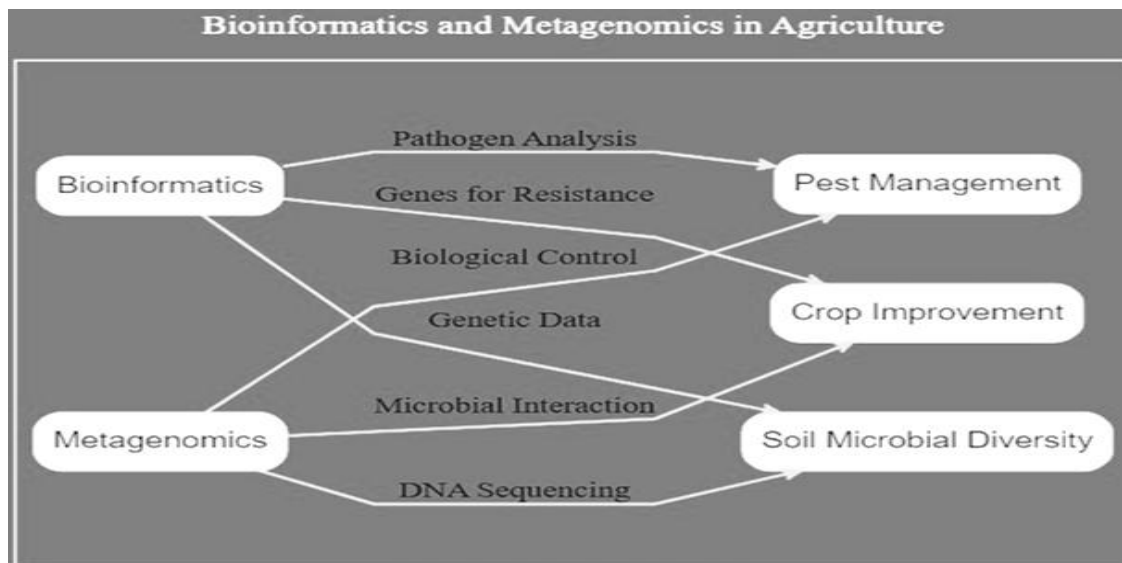 Bioinformatics and Metagenomics in Agriculture
Pathogen Analysis
Bioinformatics
Pest Management
Genes for Resistance
Biological Control
Crop Improvement
Genetic Data
Microbial Interaction
Metagenomics
Soil Microbial Diversity
DNA Sequencing